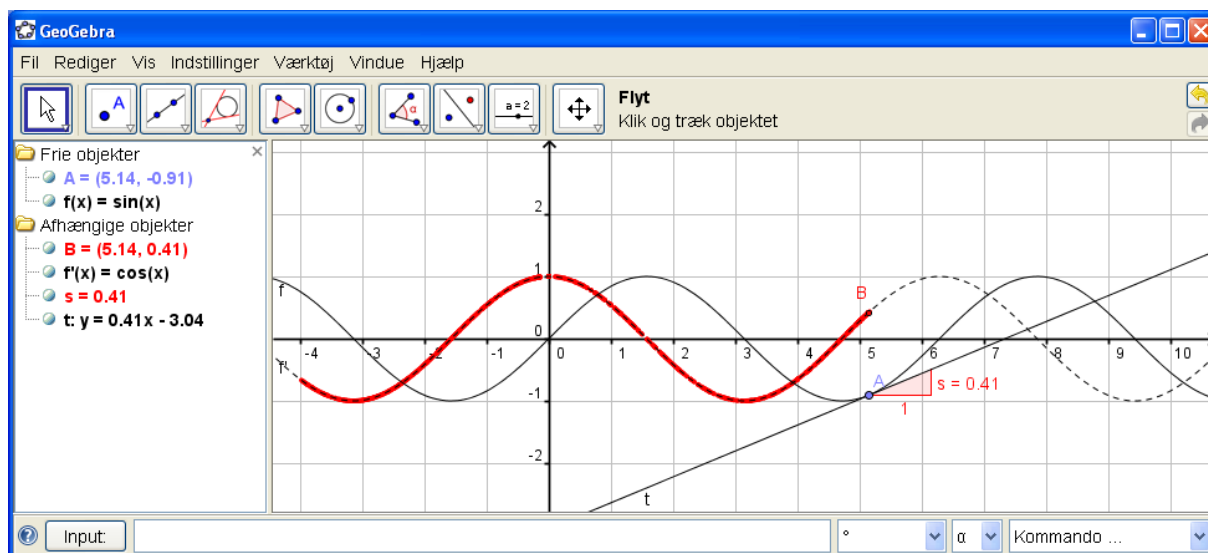 GeoGebra
Fil Rediger Vis Indstillinger Værktøj Vindue Hjælp
A α a = 2
Flyt
Klik og træk objektet
Frie objekter
A = (5.14, -0.91)
f(x) = sin(x)
Afhængige objekter
B = (5.14, 0.41)
f'(x) = cos(x)
s = 0.41
t: y = 0.41x - 3.04
2
1
0
-1
-2
-4 -3 -2 -1 0 1 2 3 4 5 6 7 8 9 10
f
f'
B
A
s = 0.41
1
t
Input: ° α Kommando ...